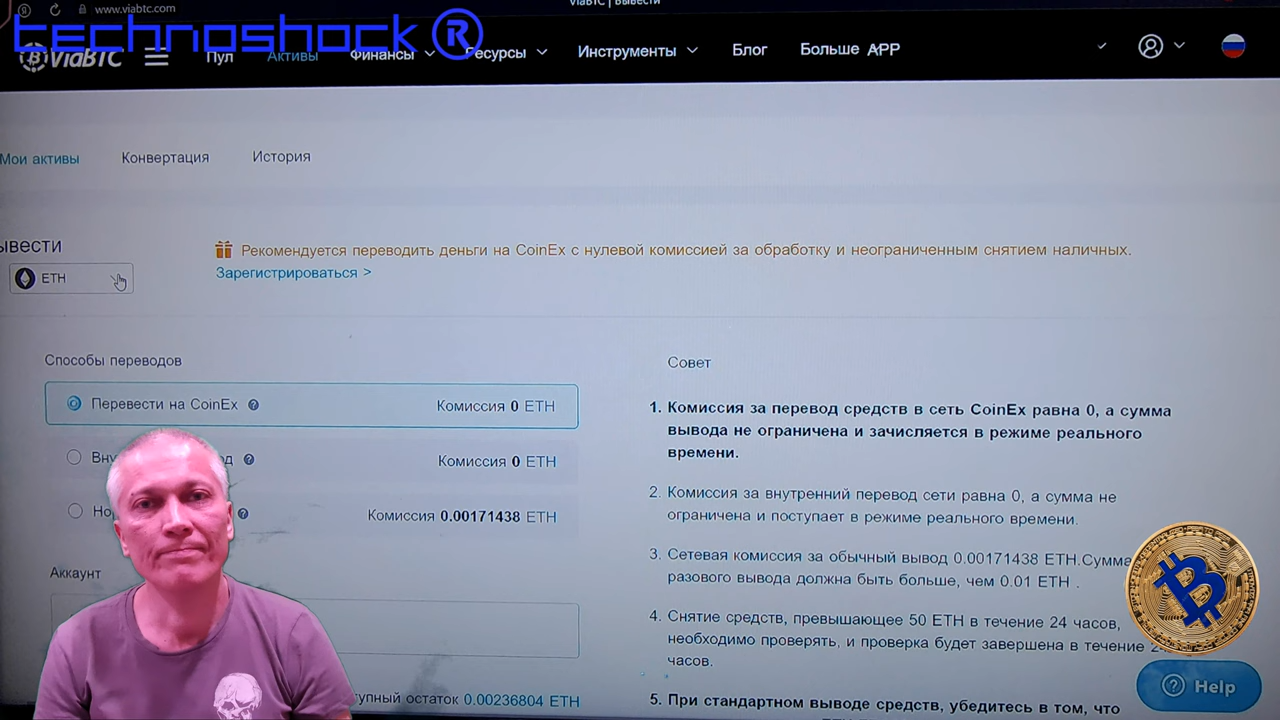 www.viabtc.com
ViaBTC | Вывести
technoshock ®
ViaBTC
Пул
Активы
Финансы
Ресурсы
Инструменты
Блог
Больше
APP
Мои активы
Конвертация
История
ывести
ETH
Рекомендуется переводить деньги на CoinEx с нулевой комиссией за обработку и неограниченным снятием наличных.
Зарегистрироваться >
Способы переводов
Перевести на CoinEx
Комиссия 0 ETH
Комиссия 0 ETH
Комиссия 0.00171438 ETH
Аккаунт
остаток 0.00236804 ETH
Совет
1. Комиссия за перевод средств в сеть CoinEx равна 0, а сумма
вывода не ограничена и зачисляется в режиме реального
времени.
2. Комиссия за внутренний перевод сети равна 0, а сумма не
ограничена и поступает в режиме реального времени.
3. Сетевая комиссия за обычный вывод 0.00171438 ETH.Сумма
разового вывода должна быть больше, чем 0.01 ETH .
4. Снятие средств, превышающее 50 ETH в течение 24 часов,
необходимо проверять, и проверка будет завершена в течение
часов.
5. При стандартном выводе средств, убедитесь в том, что
Help